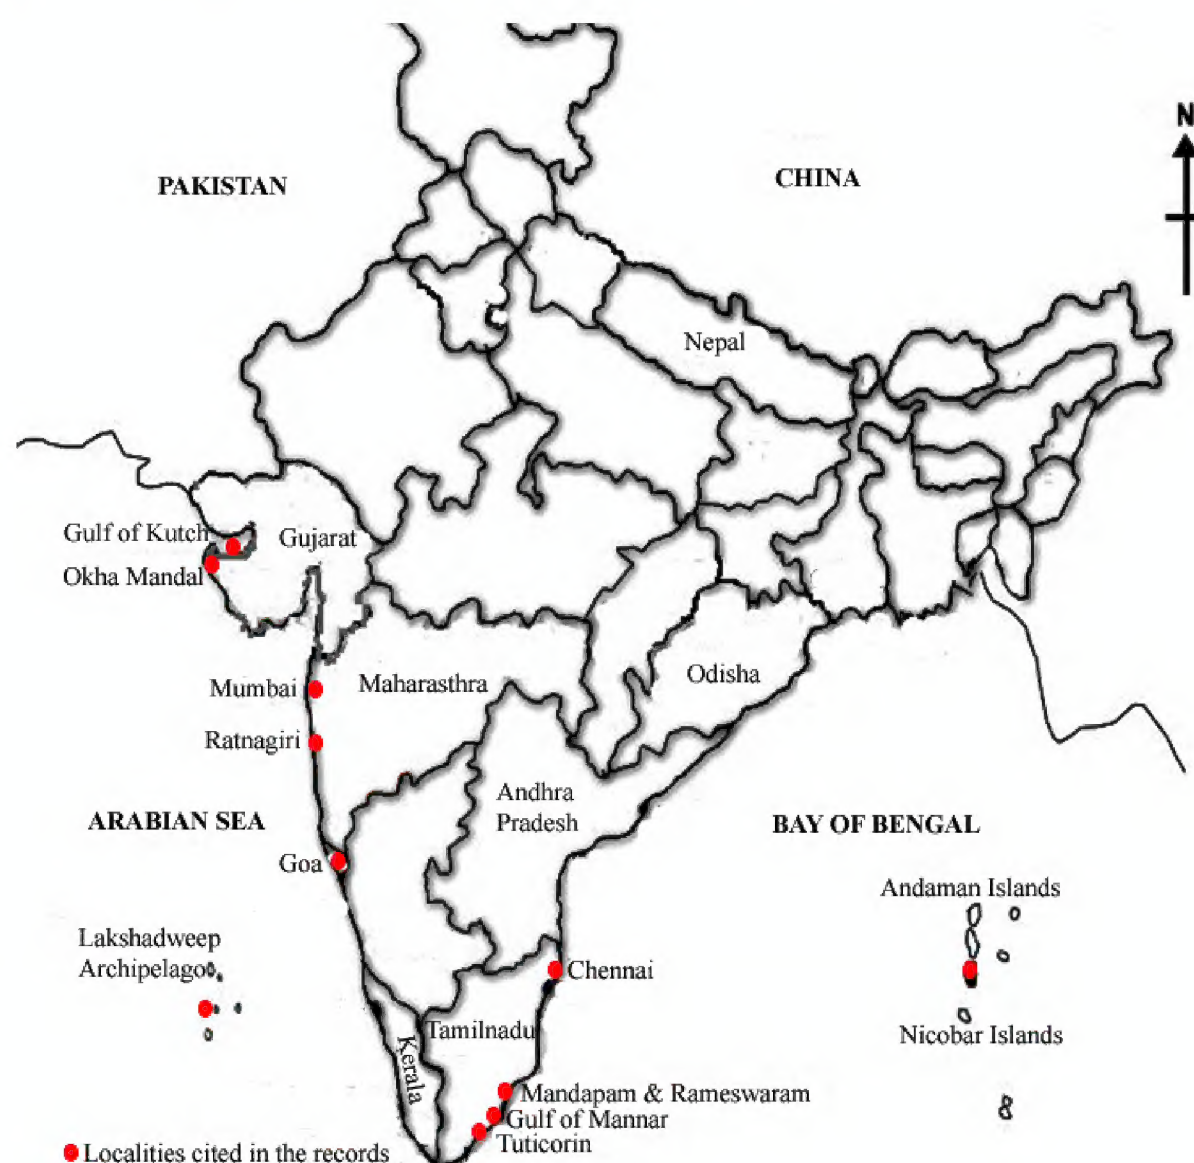 N
PAKISTAN
CHINA
Nepal
Gulf of Kutch
Gujarat
Okha Mandal
Mumbai
Maharasthra
Odisha
Ratnagiri
Andhra
Pradesh
ARABIAN SEA
BAY OF BENGAL
Goa
Andaman Islands
Lakshadweep
Archipelago
Chennai
Tamilnadu
Nicobar Islands
Kerala
Mandapam & Rameswaram
Gulf of Mannar
Tuticorin
Localities cited in the records